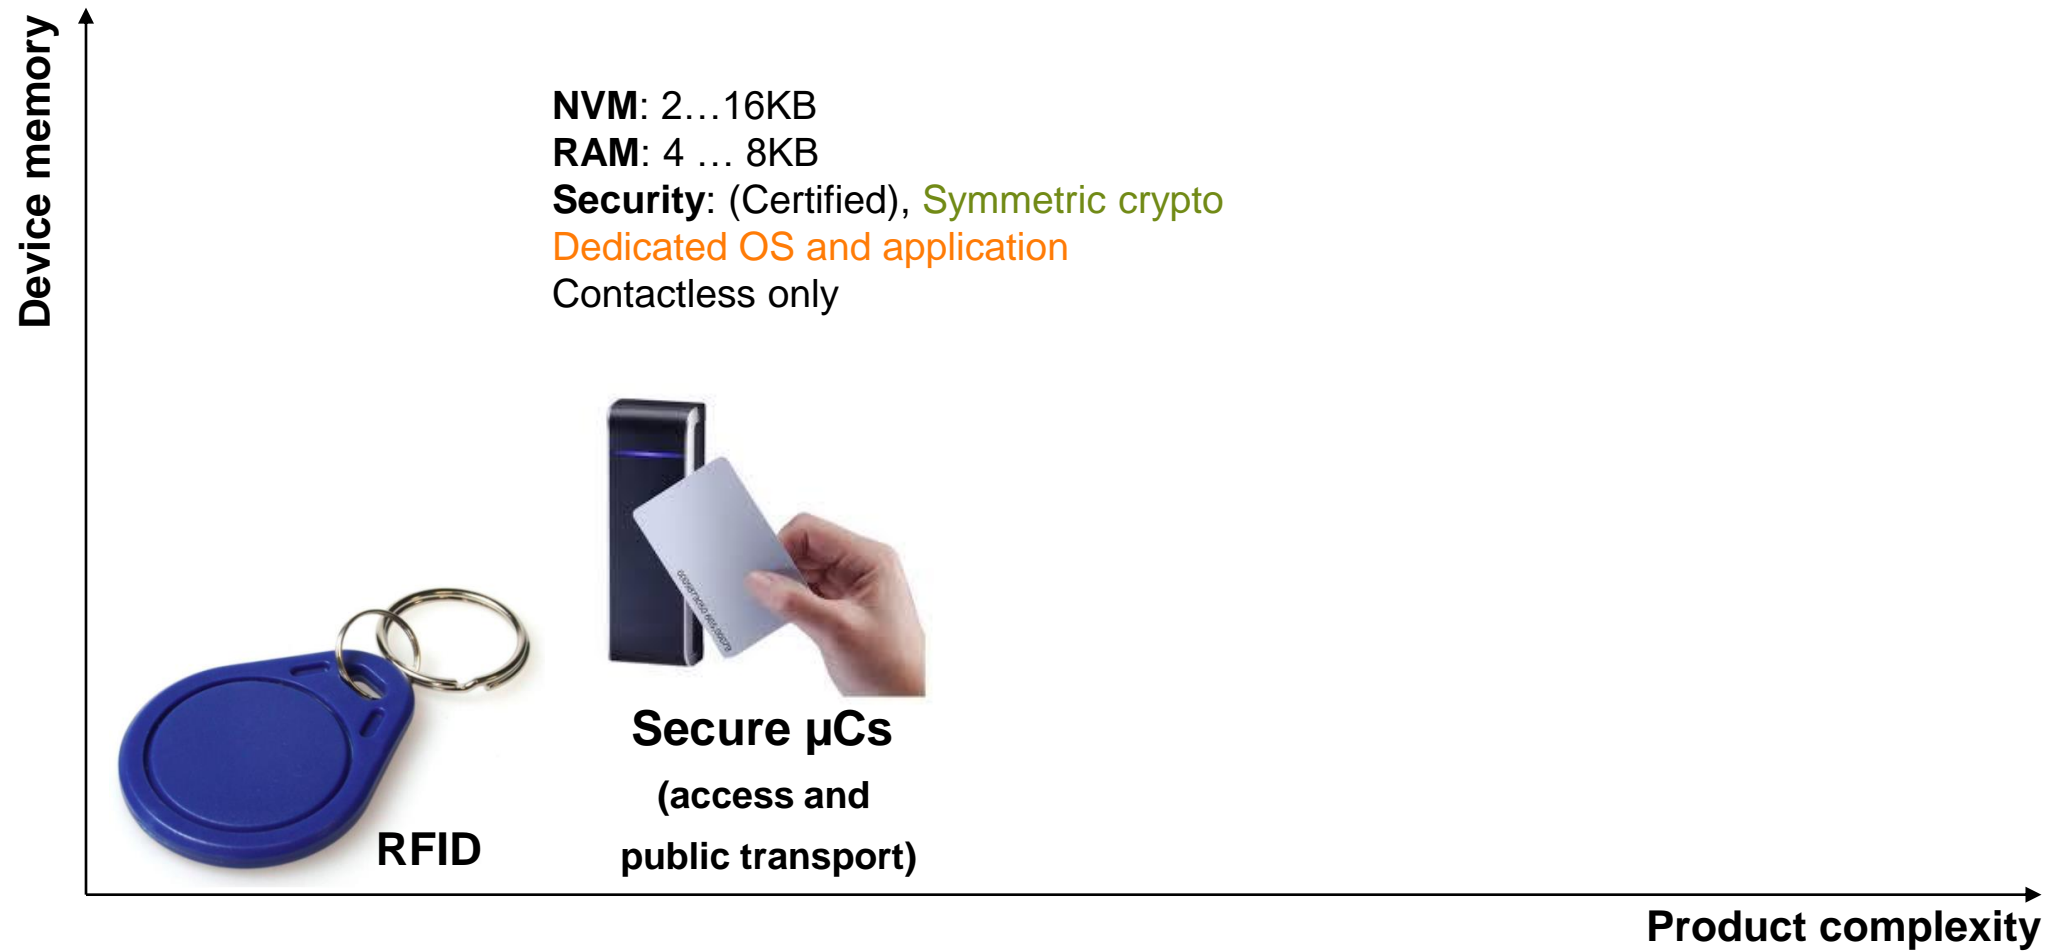 Device memory
NVM: 2…16KB
RAM: 4 … 8KB
Security: (Certified), Symmetric crypto
Dedicated OS and application
Contactless only
Secure µCs
(access and
public transport)
RFID
Product complexity